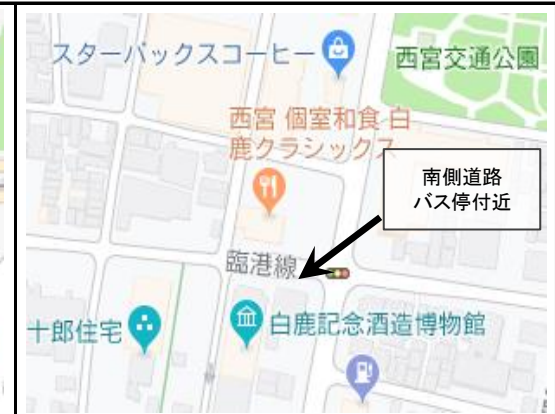 スターバックスコーヒー
西宮交通公園
西宮 個室和食 白
鹿クラシックス
南側道路
バス停付近
臨港線
十郎住宅
白鹿記念酒造博物館